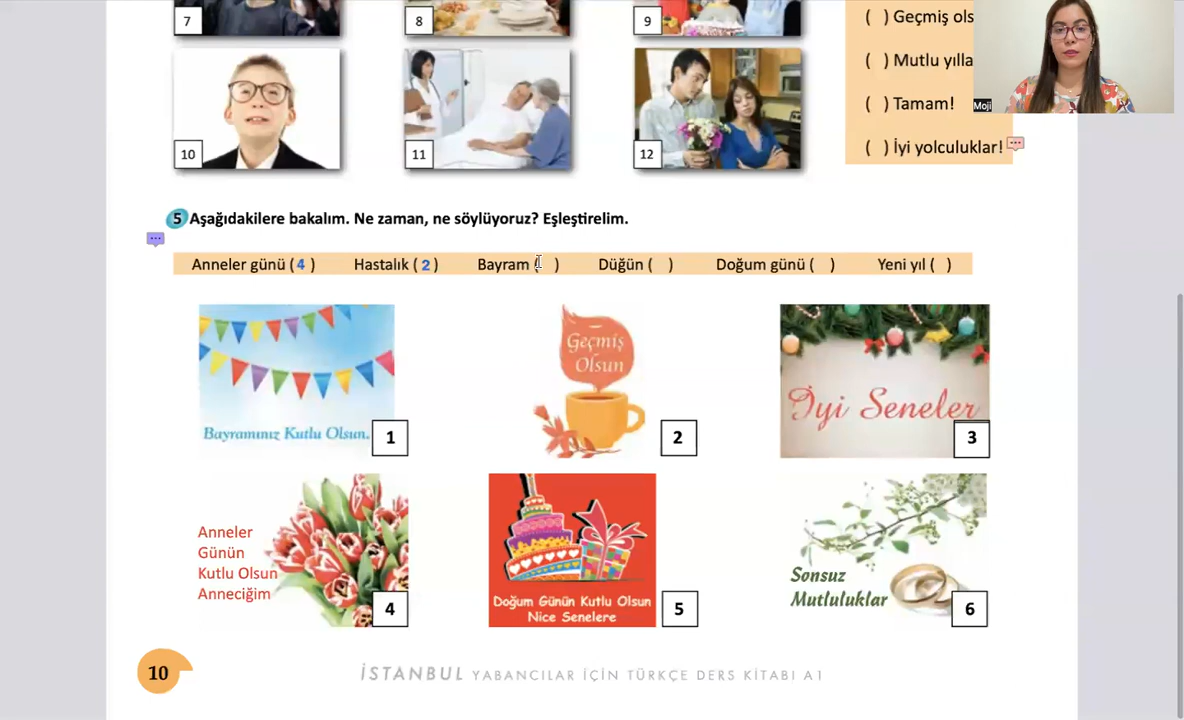 7
8
9
( ) Geçmiş ols
( ) Mutlu yılla
( ) Tamam!
( ) İyi yolculuklar!
Moji
10
11
12
5 Aşağıdakilere bakalım. Ne zaman, ne söylüyoruz? Eşleştirelim.
Anneler günü ( 4 ) Hastalık ( 2 ) Bayram ( ) Düğün ( ) Doğum günü ( ) Yeni yıl ( )
Bayramınız Kutlu Olsun.
1
Geçmiş
Olsun
2
İyi Seneler
3
Anneler
Günün
Kutlu Olsun
Anneciğim
4
Doğum Günün Kutlu Olsun
Nice Senelere
5
Sonsuz
Mutluluklar
6
10
İSTANBUL YABANCILAR İÇİN TÜRKÇE DERS KİTABI A1